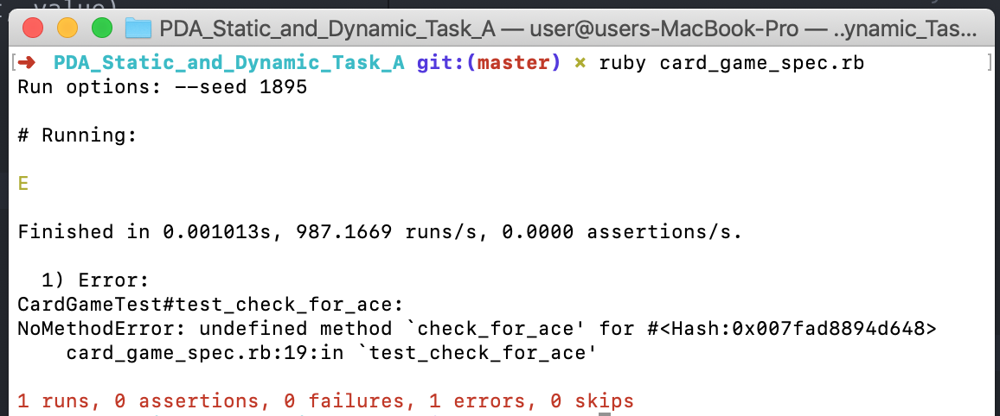 value)
PDA_Static_and_Dynamic_Task_A — user@users-MacBook-Pro — ..ynamic_Tas...
[➜  PDA_Static_and_Dynamic_Task_A git:(master) ✗ ruby card_game_spec.rb ]
Run options: --seed 1895
# Running:
E
Finished in 0.001013s, 987.1669 runs/s, 0.0000 assertions/s.
  1) Error:
CardGameTest#test_check_for_ace:
NoMethodError: undefined method `check_for_ace' for #<Hash:0x007fad8894d648>
    card_game_spec.rb:19:in `test_check_for_ace'
1 runs, 0 assertions, 0 failures, 1 errors, 0 skips